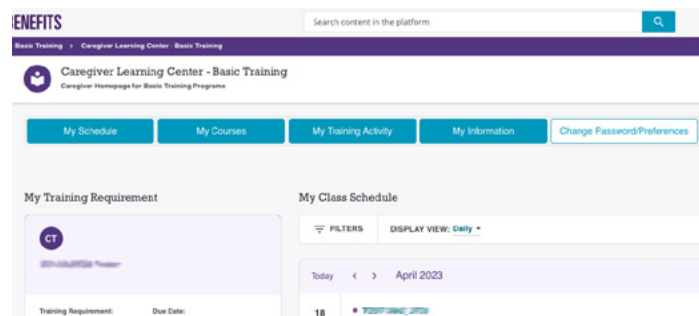 BENEFITS
Search content in the platform
Basic Training > Caregiver Learning Center - Basic Training
Caregiver Learning Center - Basic Training
Caregiver Homepage for Basic Training Programs
My Schedule My Courses My Training Activity My Information Change Password/Preferences
My Training Requirement My Class Schedule
FILTERS DISPLAY VIEW: Daily
CT
Today < > April 2023
Training Requirement: Due Date: 18